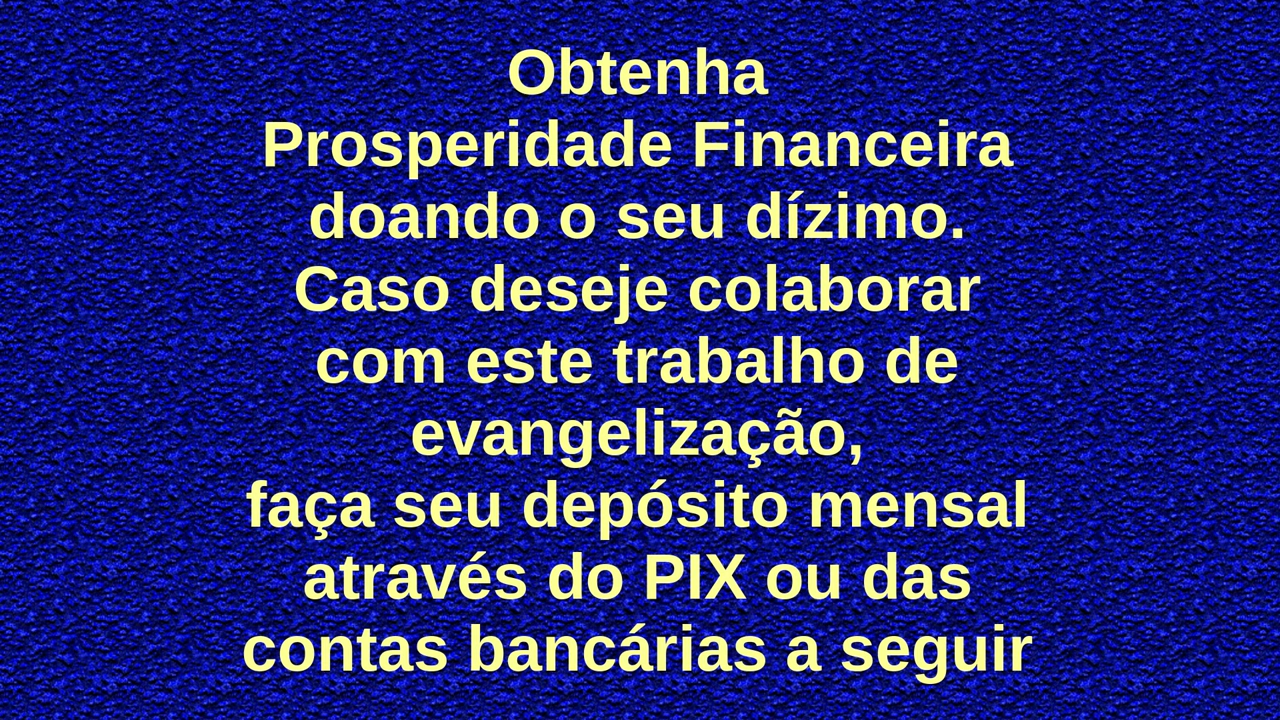 Obtenha
Prosperidade Financeira
doando o seu dízimo.
Caso deseje colaborar
com este trabalho de
evangelização,
faça seu depósito mensal
através do PIX ou das
contas bancárias a seguir